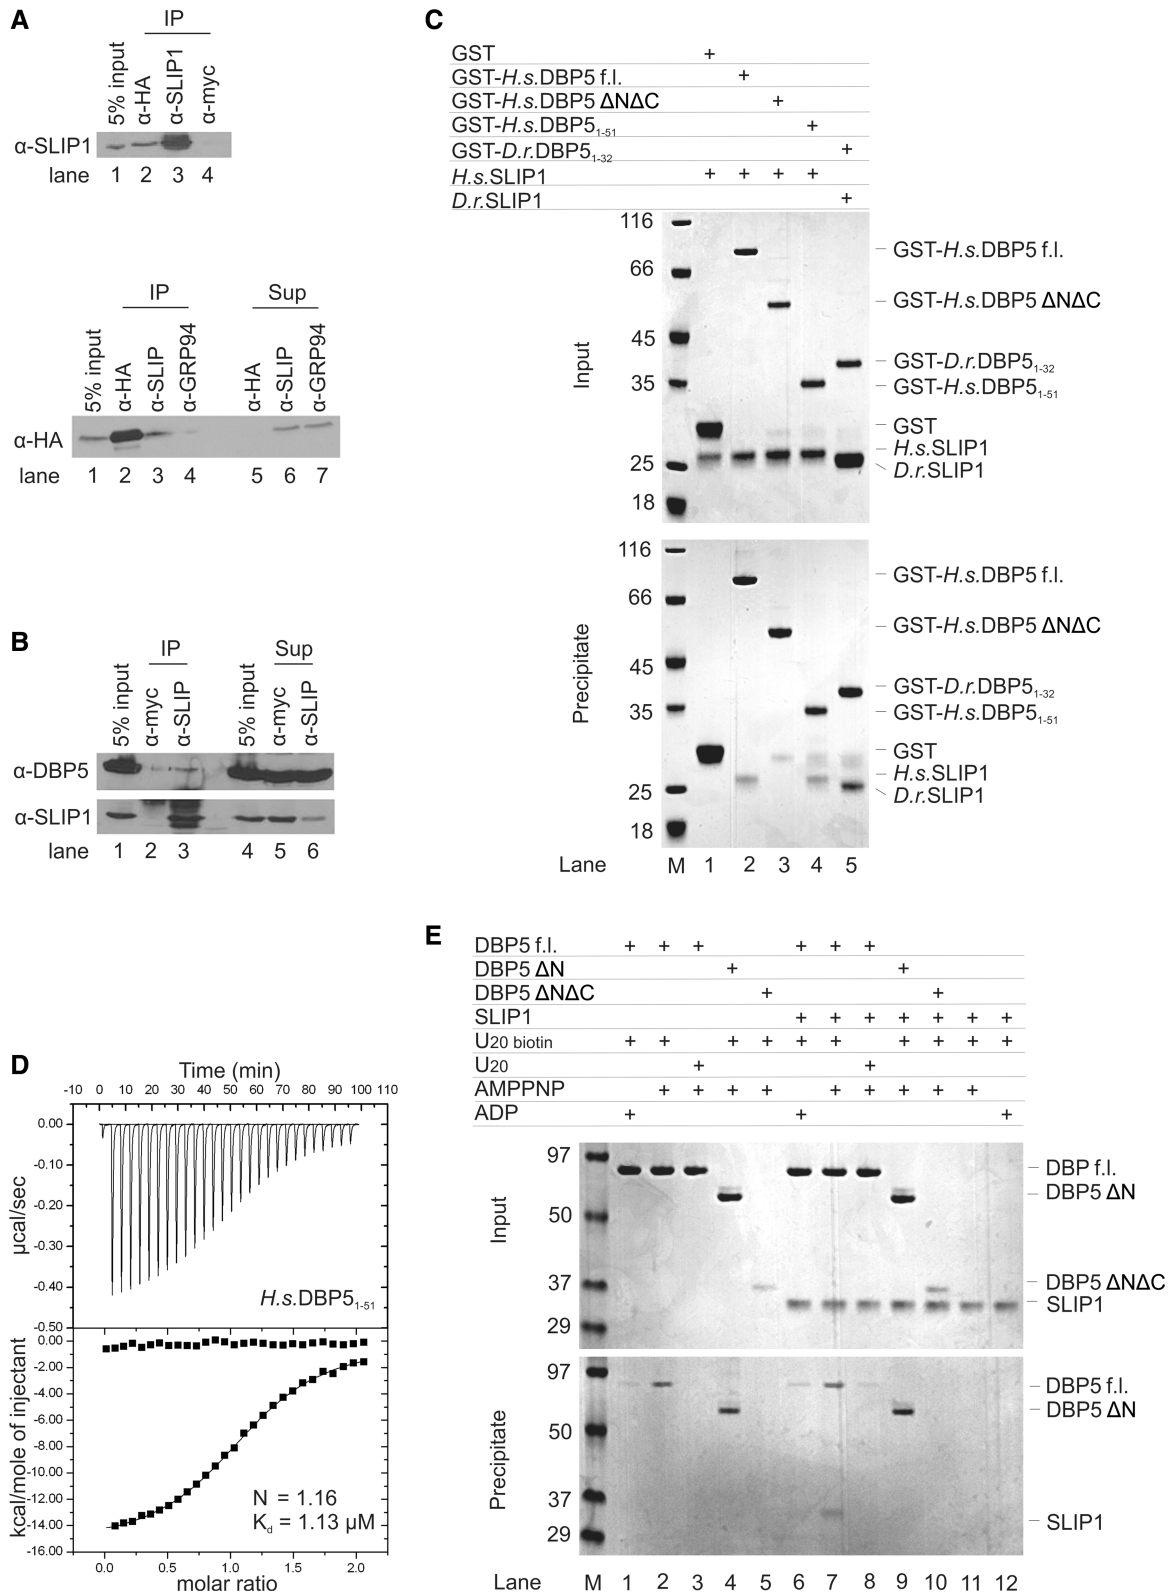 A
IP
5% input
α-HA
α-SLIP1
α-myc
α-SLIP1
lane 1 2 3 4
IP Sup
5% input
α-HA
α-SLIP
α-GRP94
α-HA
α-SLIP
α-GRP94
α-HA
lane 1 2 3 4 5 6 7
B
IP Sup
5% input
α-myc
α-SLIP
5% input
α-myc
α-SLIP
α-DBP5
α-SLIP1
lane 1 2 3 4 5 6
C
GST +
GST-H.s.DBP5 f.l. +
GST-H.s.DBP5 ΔNΔC +
GST-H.s.DBP51-51 +
GST-D.r.DBP51-32 +
H.s.SLIP1 + + + +
D.r.SLIP1 +
Input
116
66
45
35
25
18
GST-H.s.DBP5 f.l.
GST-H.s.DBP5 ΔNΔC
GST-D.r.DBP51-32
GST-H.s.DBP51-51
GST
H.s.SLIP1
D.r.SLIP1
Precipitate
116
66
45
35
25
18
GST-H.s.DBP5 f.l.
GST-H.s.DBP5 ΔNΔC
GST-D.r.DBP51-32
GST-H.s.DBP51-51
GST
H.s.SLIP1
D.r.SLIP1
Lane M 1 2 3 4 5
D
Time (min)
-10 0 10 20 30 40 50 60 70 80 90 100 110
µcal/sec
0.00
-0.10
-0.20
-0.30
-0.40
-0.50
H.s.DBP51-51
kcal/mole of injectant
0.00
-2.00
-4.00
-6.00
-8.00
-10.00
-12.00
-14.00
-16.00
N = 1.16
Kd = 1.13 µM
0.0 0.5 1.0 1.5 2.0
molar ratio
E
DBP5 f.l. + + + + + +
DBP5 ΔN + +
DBP5 ΔNΔC + +
SLIP1 + + + + + + +
U20 biotin + + + + + + + + + +
U20 + +
AMPPNP + + + + + + + + +
ADP + + +
Input
97
50
37
29
DBP f.l.
DBP5 ΔN
DBP5 ΔNΔC
SLIP1
Precipitate
97
50
37
29
DBP5 f.l.
DBP5 ΔN
SLIP1
Lane M 1 2 3 4 5 6 7 8 9 10 11 12